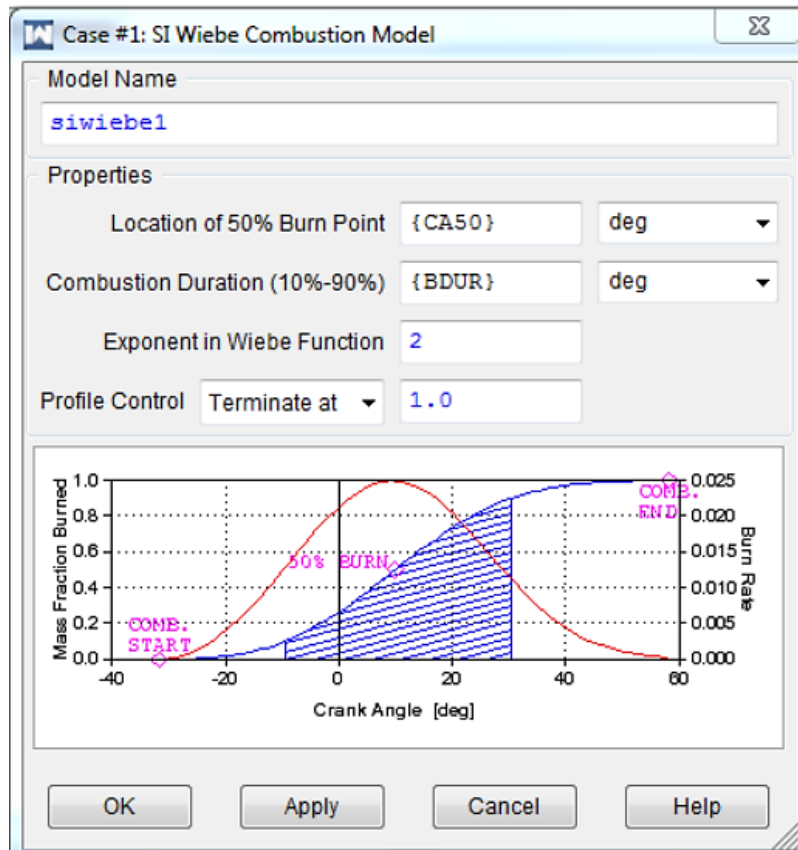 Case #1: SI Wiebe Combustion Model
Model Name
siwiebe1
Properties
Location of 50% Burn Point {CA50} deg
Combustion Duration (10%-90%) {BDUR} deg
Exponent in Wiebe Function 2
Profile Control Terminate at 1.0
Mass Fraction Burned
1.0
0.8
0.6
0.4
0.2
0.0
COMB.
START
50% BURN
COMB.
END
0.025
0.020
0.015
0.010
0.005
0.000
Burn Rate
-40 -20 0 20 40 60
Crank Angle [deg]
OK Apply Cancel Help